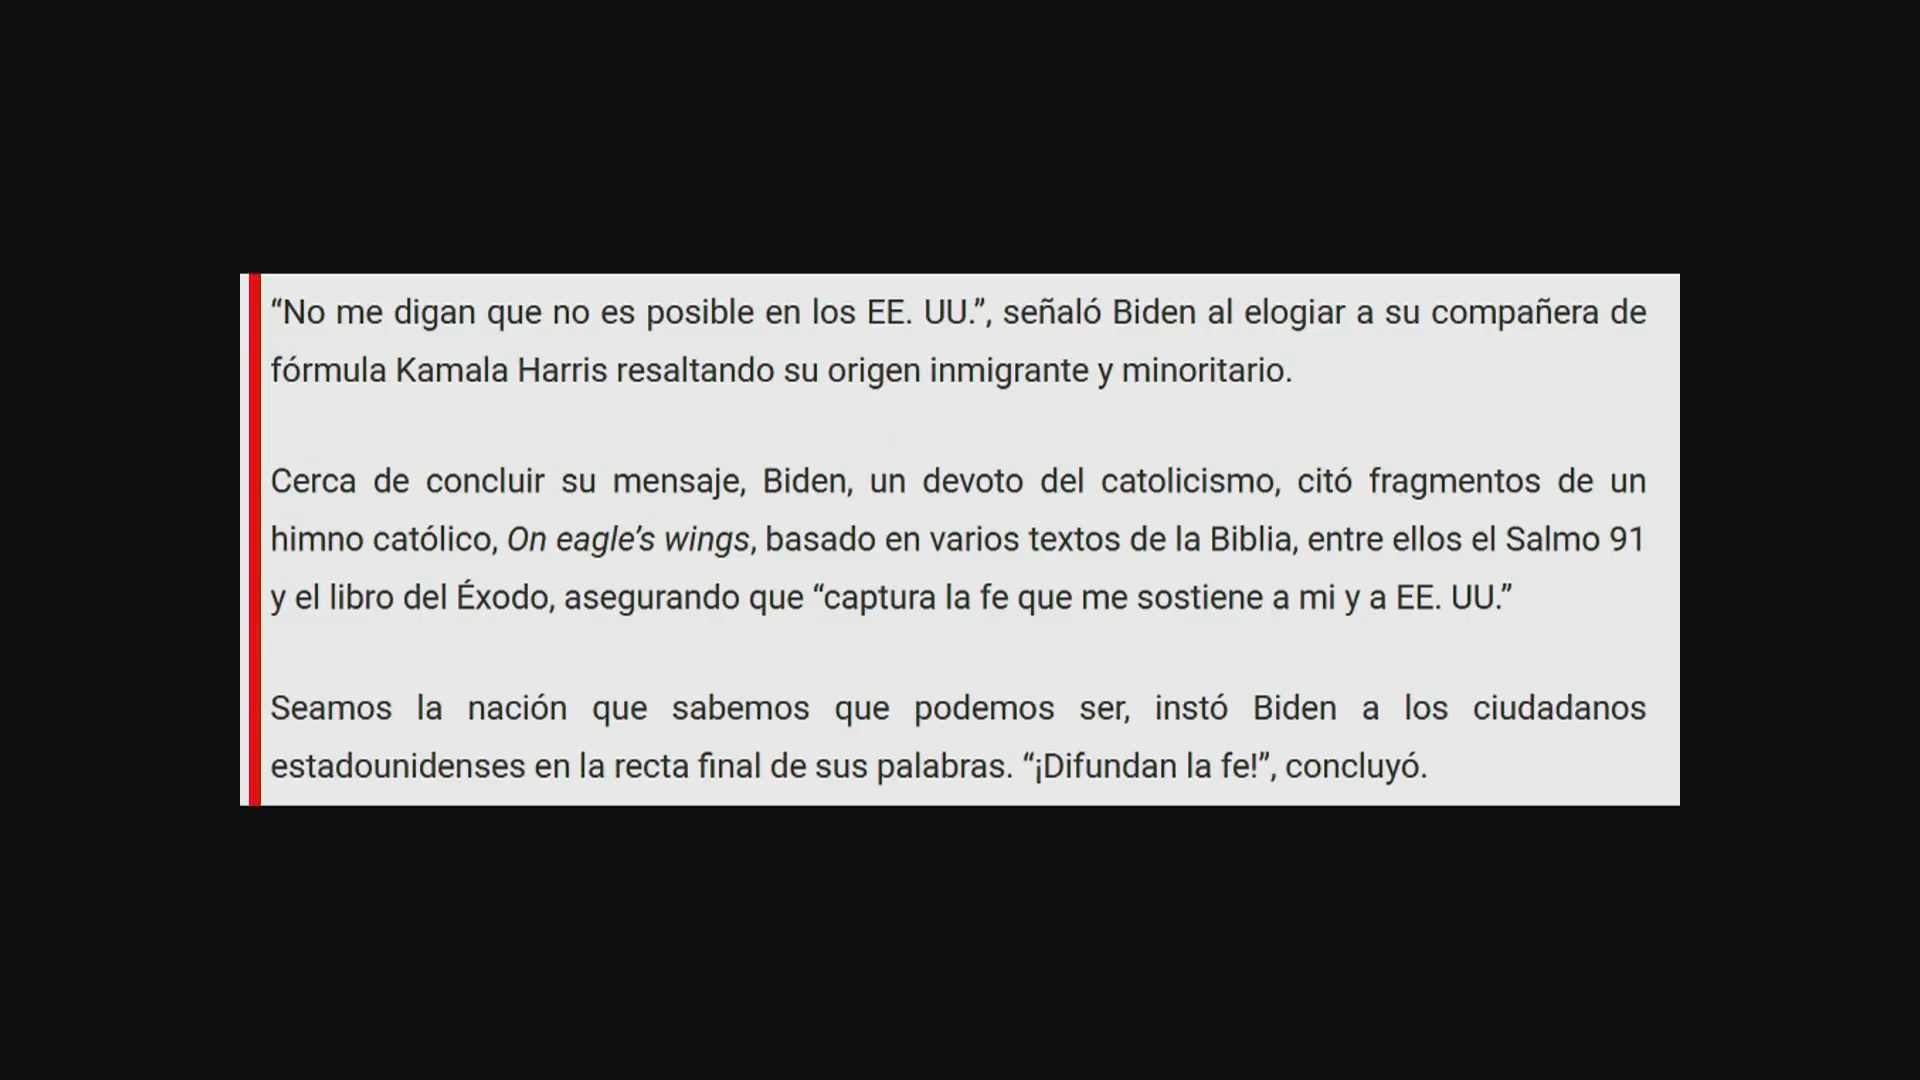 “No me digan que no es posible en los EE. UU.”, señaló Biden al elogiar a su compañera de
fórmula Kamala Harris resaltando su origen inmigrante y minoritario.
Cerca de concluir su mensaje, Biden, un devoto del catolicismo, citó fragmentos de un
himno católico, On eagle’s wings, basado en varios textos de la Biblia, entre ellos el Salmo 91
y el libro del Éxodo, asegurando que “captura la fe que me sostiene a mi y a EE. UU.”
Seamos la nación que sabemos que podemos ser, instó Biden a los ciudadanos
estadounidenses en la recta final de sus palabras. “¡Difundan la fe!”, concluyó.